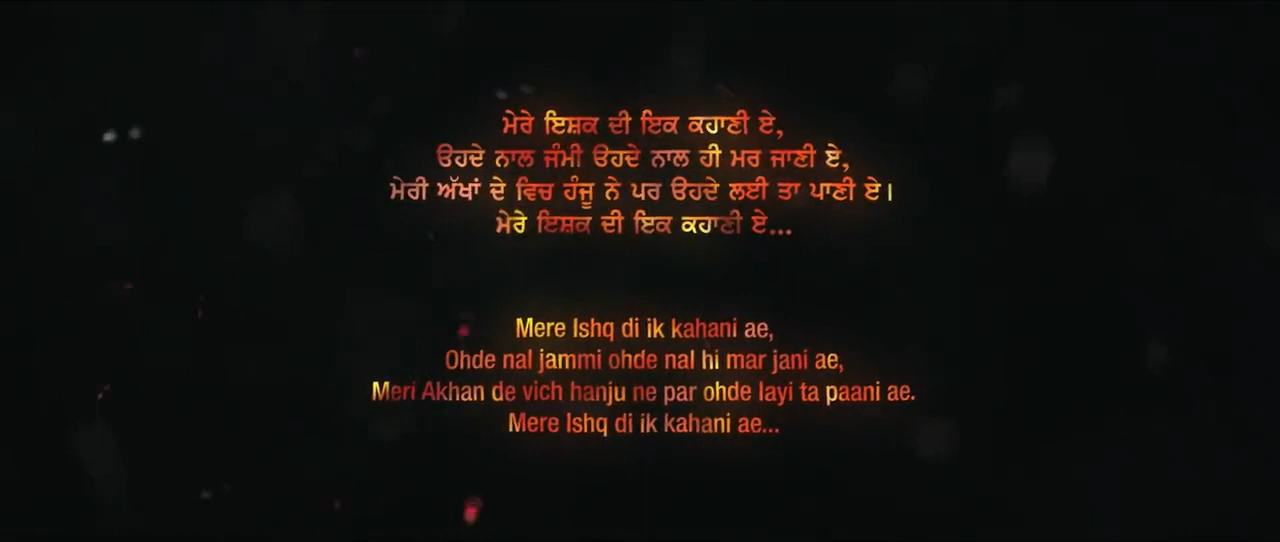 ਮੇਰੇ ਇਸ਼ਕ ਦੀ ਇਕ ਕਹਾਣੀ ਏ,
ਓਹਦੇ ਨਾਲ ਜੰਮੀ ਓਹਦੇ ਨਾਲ ਹੀ ਮਰ ਜਾਣੀ ਏ,
ਮੇਰੀ ਅੱਖਾਂ ਦੇ ਵਿਚ ਹੰਜੂ ਨੇ ਪਰ ਓਹਦੇ ਲਈ ਤਾ ਪਾਣੀ ਏ।
ਮੇਰੇ ਇਸ਼ਕ ਦੀ ਇਕ ਕਹਾਣੀ ਏ...
Mere Ishq di ik kahani ae,
Ohde nal jammi ohde nal hi mar jani ae,
Meri Akhan de vich hanju ne par ohde layi ta paani ae.
Mere Ishq di ik kahani ae...